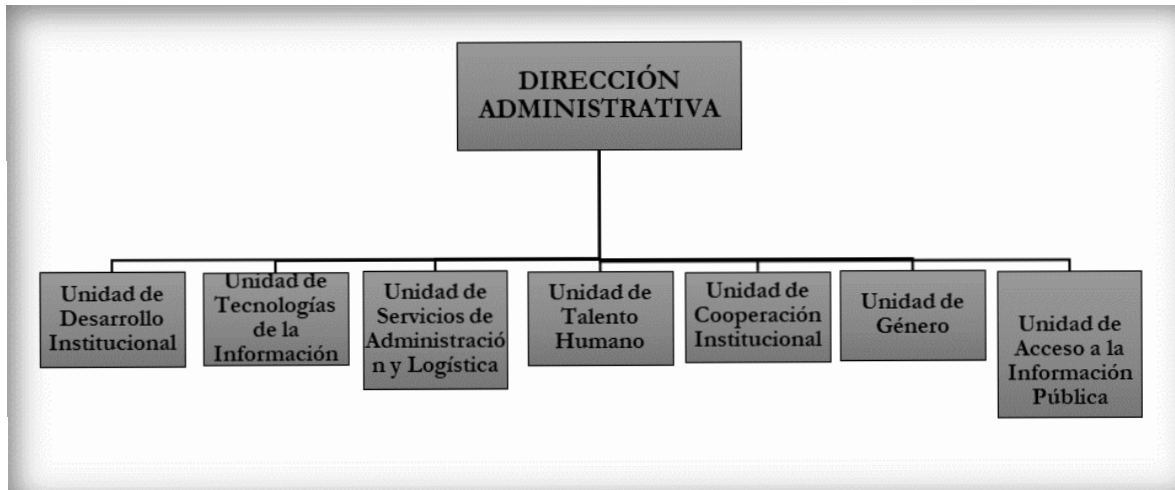 DIRECCIÓN
ADMINISTRATIVA
Unidad de
Desarrollo
Institucional
Unidad de
Tecnologías
de la
Información
Unidad de
Servicios de
Administració
n y Logística
Unidad de
Talento
Humano
Unidad de
Cooperación
Institucional
Unidad de
Género
Unidad de
Acceso a la
Información
Pública